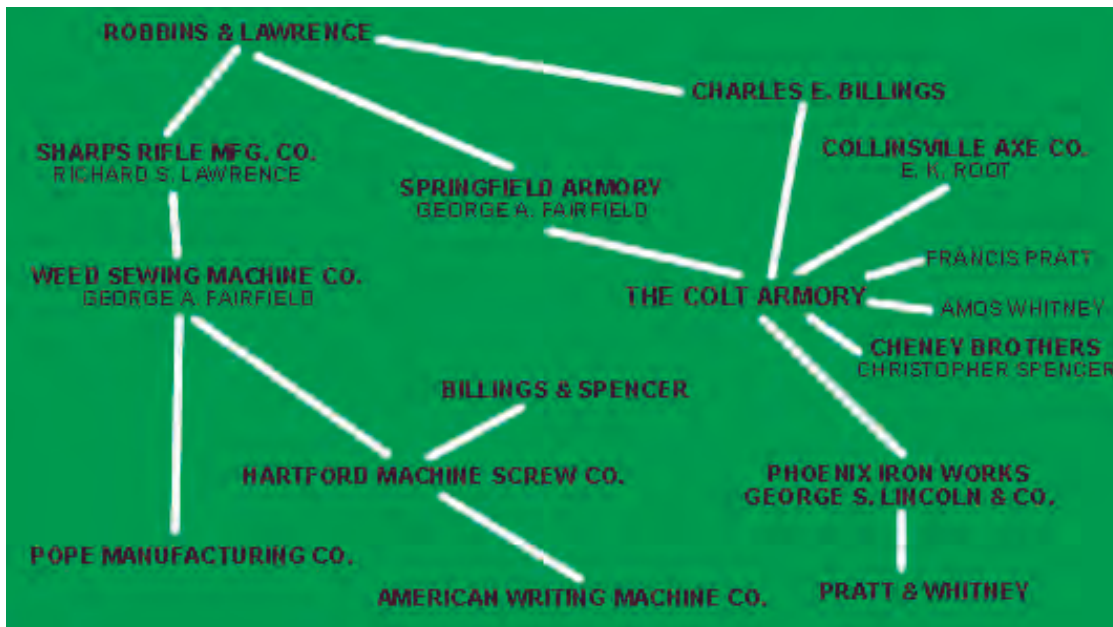 ROBBINS & LAWRENCE
CHARLES E. BILLINGS
SHARPS RIFLE MFG. CO.
RICHARD S. LAWRENCE
COLLINSVILLE AXE CO.
E. K. ROOT
SPRINGFIELD ARMORY
GEORGE A. FAIRFIELD
WEED SEWING MACHINE CO.
GEORGE A. FAIRFIELD
FRANCIS PRATT
THE COLT ARMORY
AMOS WHITNEY
CHENEY BROTHERS
CHRISTOPHER SPENCER
BILLINGS & SPENCER
HARTFORD MACHINE SCREW CO.
PHOENIX IRON WORKS
GEORGE S. LINCOLN & CO.
POPE MANUFACTURING CO.
AMERICAN WRITING MACHINE CO.
PRATT & WHITNEY